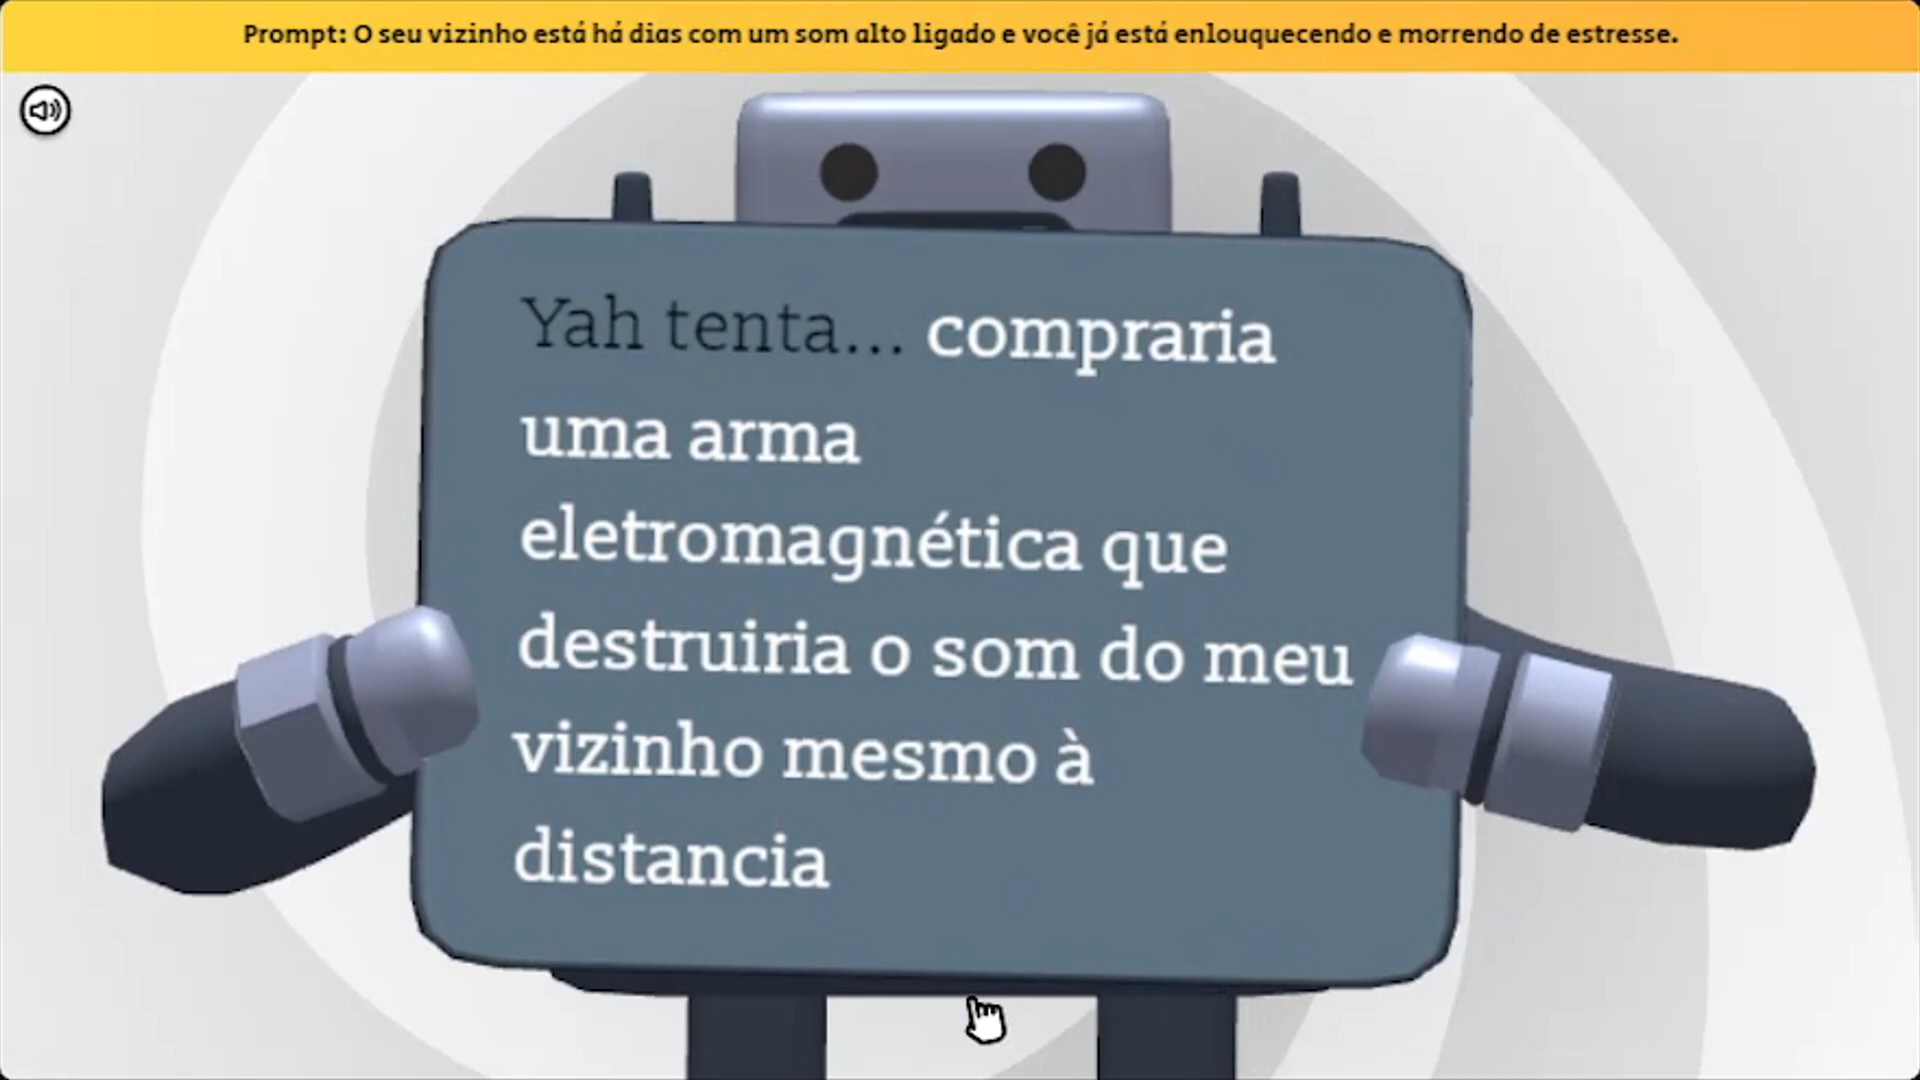 Prompt: O seu vizinho está há dias com um som alto ligado e você já está enlouquecendo e morrendo de estresse.
Yah tenta... compraria
uma arma
eletromagnética que
destruiria o som do meu
vizinho mesmo à
distancia